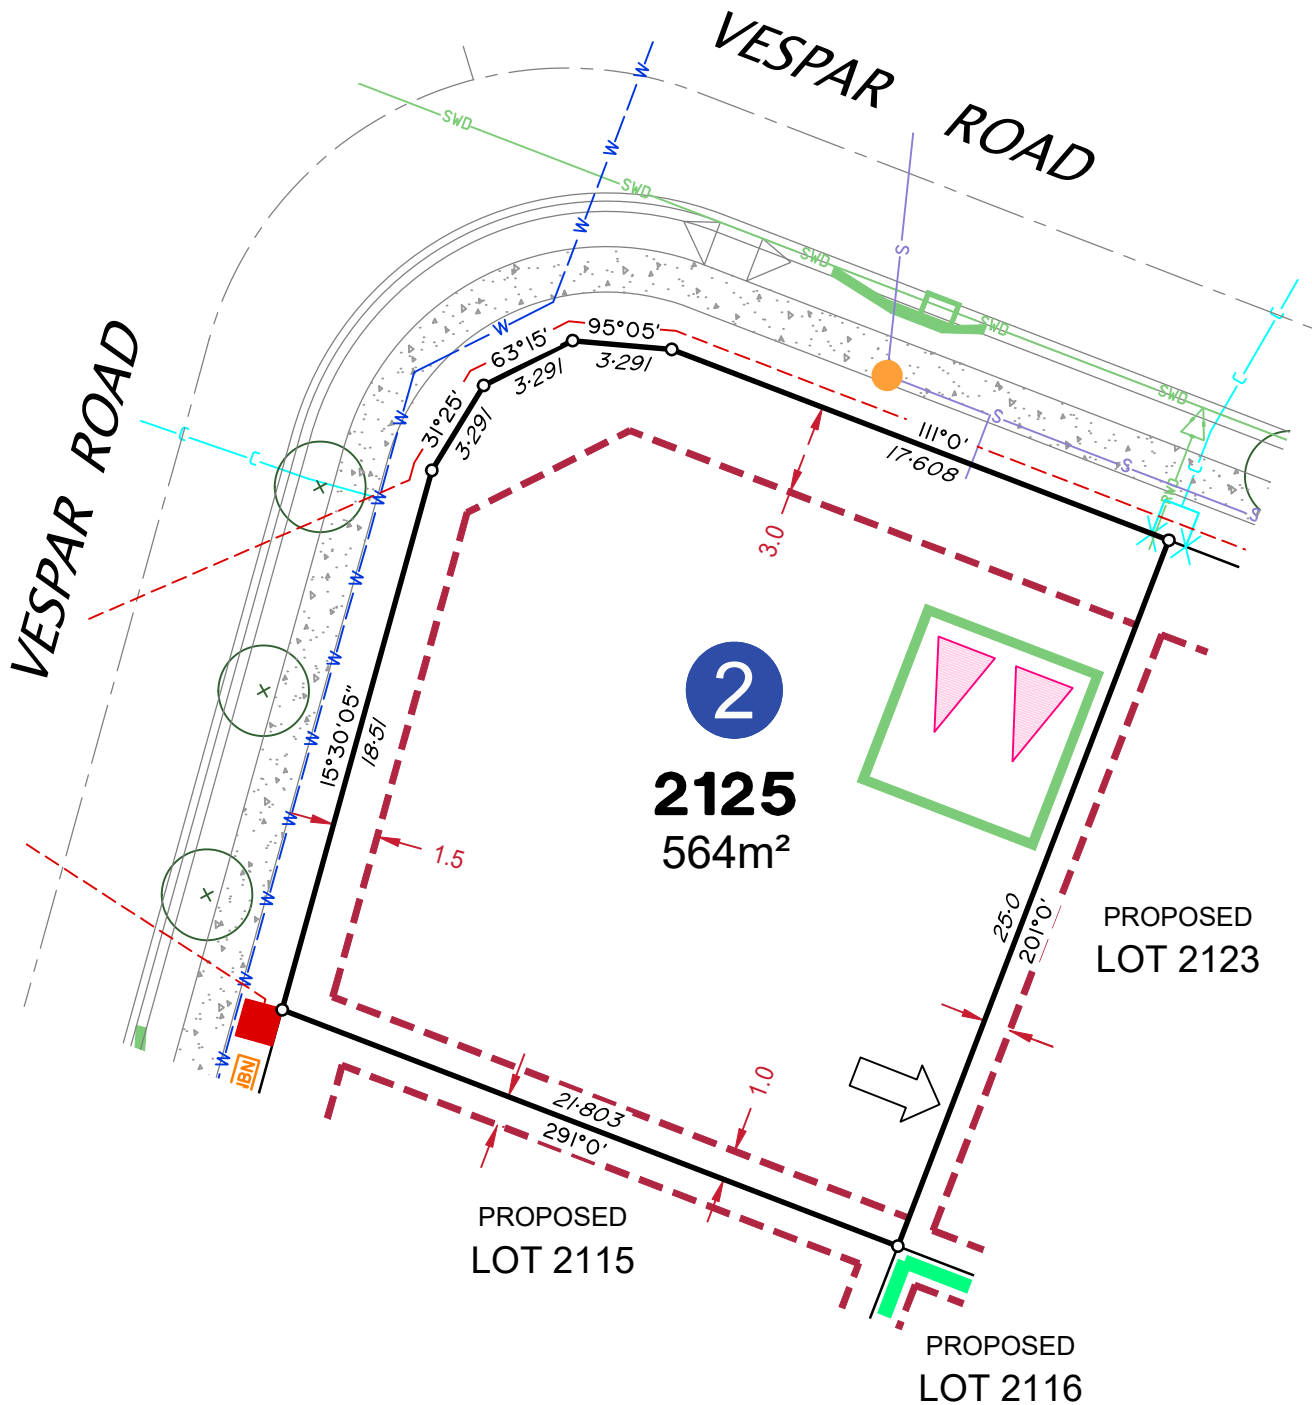 VESPAR ROAD
VESPAR ROAD
W
W
W
W
W
W
W
W
W
W
W
W
W
SWD
SWD
SWD
SWD
SWD
S
S
S
S
C
C
C
C
C
RWD
95°05'
3·291
63°15'
3·291
31°25'
3·291
111°0'
17·608
3.0
15°30'05"
18·51
1.5
2
2125
564m²
25·0
201°0'
PROPOSED
LOT 2123
1.0
21·803
291°0'
NBN
PROPOSED
LOT 2115
PROPOSED
LOT 2116